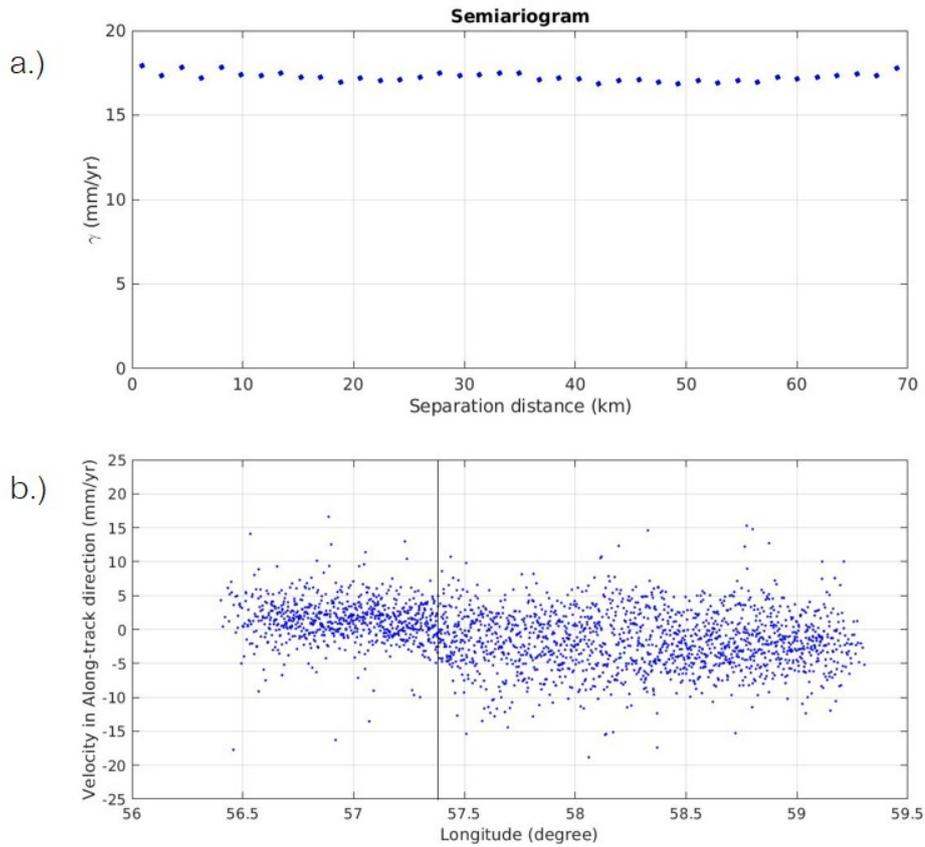 a.)
Semiariogram
γ (mm/yr)
20
15
10
5
0
0 10 20 30 40 50 60 70
Separation distance (km)
b.)
Velocity in Along-track direction (mm/yr)
25
20
15
10
5
0
-5
-10
-15
-20
-25
56 56.5 57 57.5 58 58.5 59 59.5
Longitude (degree)